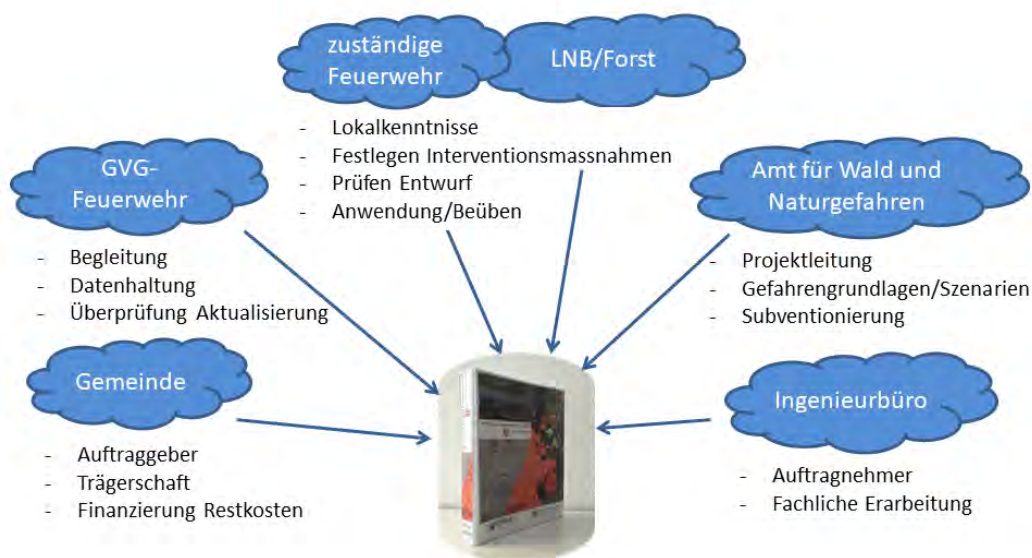 zuständige
Feuerwehr
LNB/Forst
- Lokalkenntnisse
- Festlegen Interventionsmassnahmen
- Prüfen Entwurf
- Anwendung/Beüben
GVG-
Feuerwehr
- Begleitung
- Datenhaltung
- Überprüfung Aktualisierung
Amt für Wald und
Naturgefahren
- Projektleitung
- Gefahrengrundlagen/Szenarien
- Subventionierung
Gemeinde
- Auftraggeber
- Trägerschaft
- Finanzierung Restkosten
Ingenieurbüro
- Auftragnehmer
- Fachliche Erarbeitung